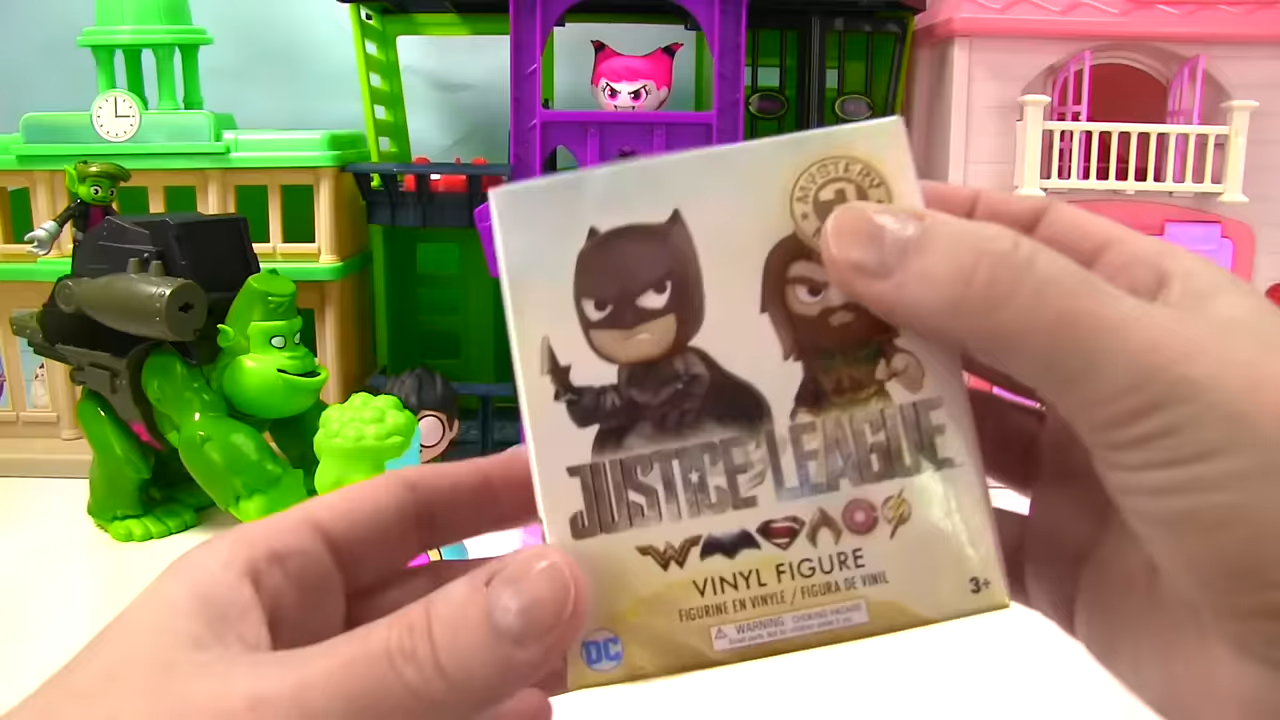 MYSTERY
JUSTICE LEAGUE
VINYL FIGURE
FIGURINE EN VINYLE / FIGURA DE VINIL
3+
WARNING: CHOKING HAZARD
DC